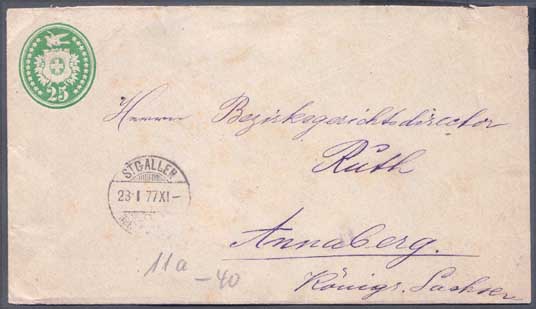 25
Herrn Bezirksgerichtsdirector
Ruth
ST. GALLEN
23 I 77 XI-
Annaberg.
Königr. Sachsen
11a -40